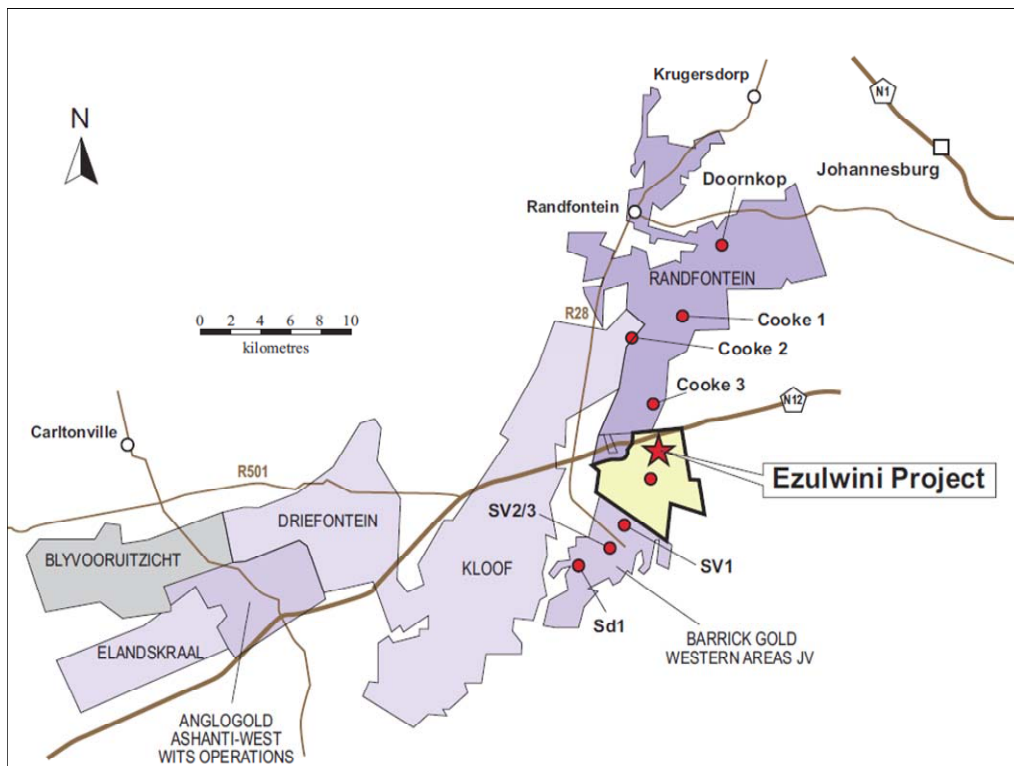 Krugersdorp
N1
N
Johannesburg
Doornkop
Randfontein
RANDFONTEIN
R28
Cooke 1
0 2 4 6 8 10
kilometres
Cooke 2
Cooke 3
N12
Carltonville
R501
Ezulwini Project
DRIEFONTEIN
SV2/3
BLYVOORUITZICHT
KLOOF
SV1
Sd1
ELANDSKRAAL
BARRICK GOLD
WESTERN AREAS JV
ANGLOGOLD
ASHANTI-WEST
WITS OPERATIONS